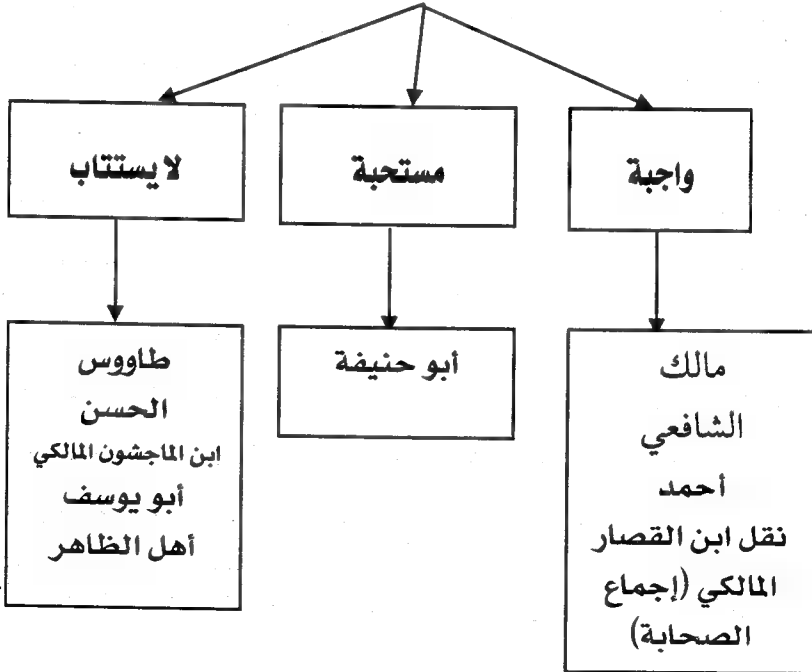 واجبة
مستحبة
لا يستتاب
مالك
الشافعي
أحمد
نقل ابن القصار
المالكي (إجماع
الصحابة)
أبو حنيفة
طاووس
الحسن
ابن الماجشون المالكي
أبو يوسف
أهل الظاهر